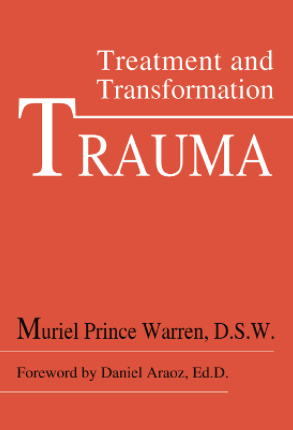 Treatment and
Transformation
TRAUMA
Muriel Prince Warren, D.S.W.
Foreword by Daniel Araoz, Ed.D.